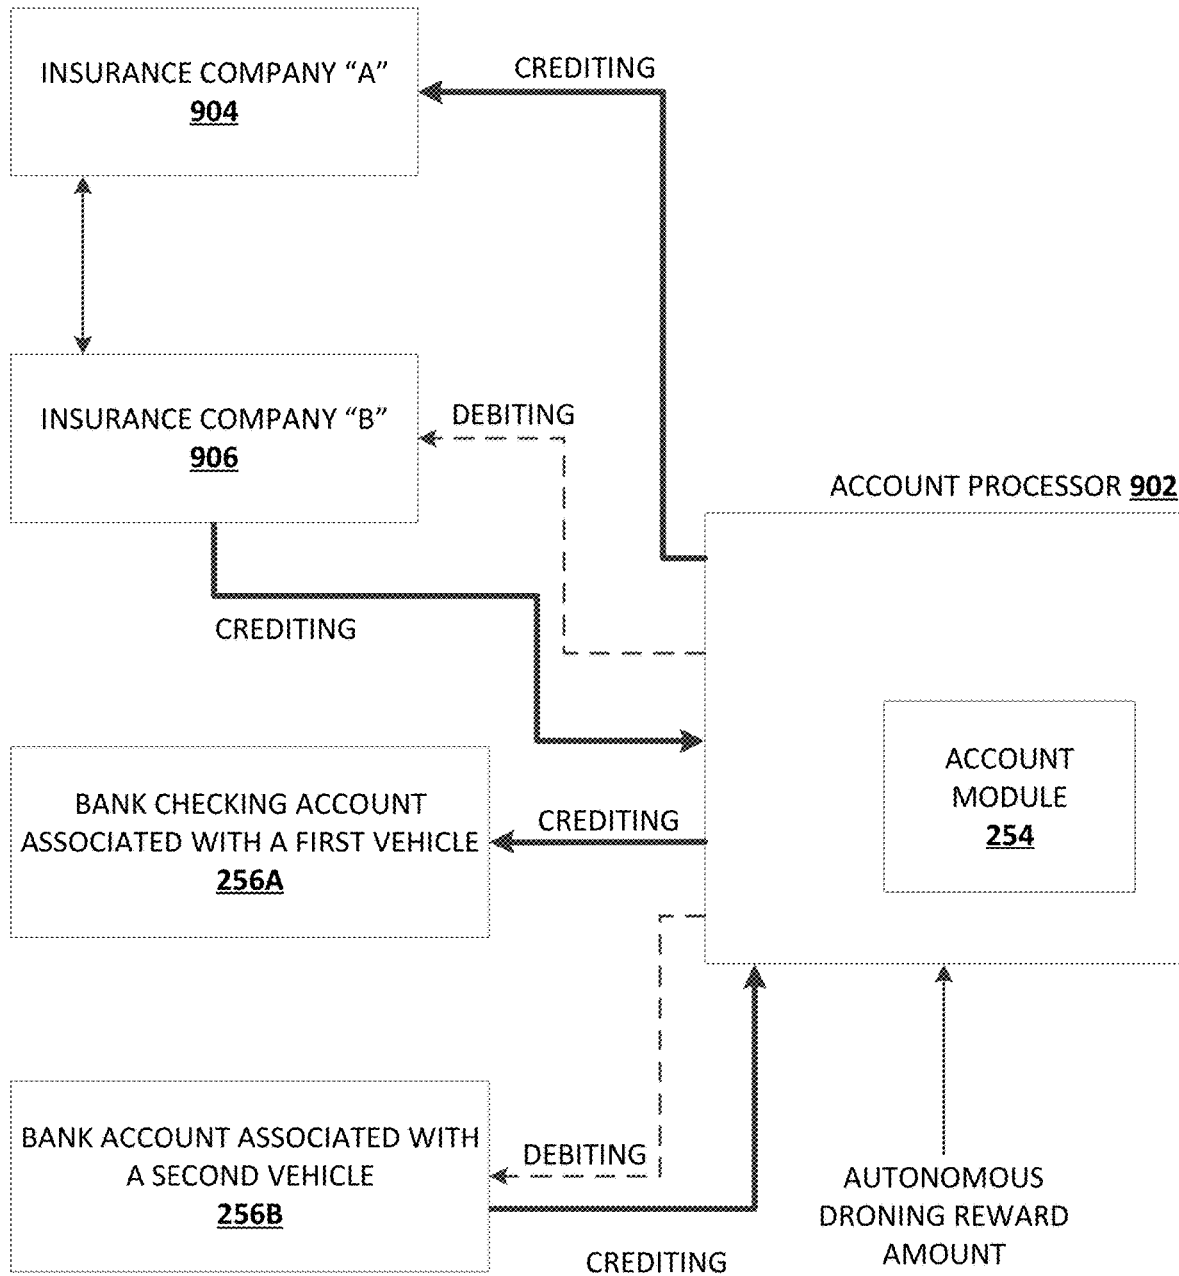 INSURANCE COMPANY “A”
904
CREDITING
INSURANCE COMPANY “B”
906
DEBITING
ACCOUNT PROCESSOR 902
CREDITING
ACCOUNT
MODULE
254
BANK CHECKING ACCOUNT
ASSOCIATED WITH A FIRST VEHICLE
256A
CREDITING
BANK ACCOUNT ASSOCIATED WITH
A SECOND VEHICLE
256B
DEBITING
CREDITING
AUTONOMOUS
DRONING REWARD
AMOUNT